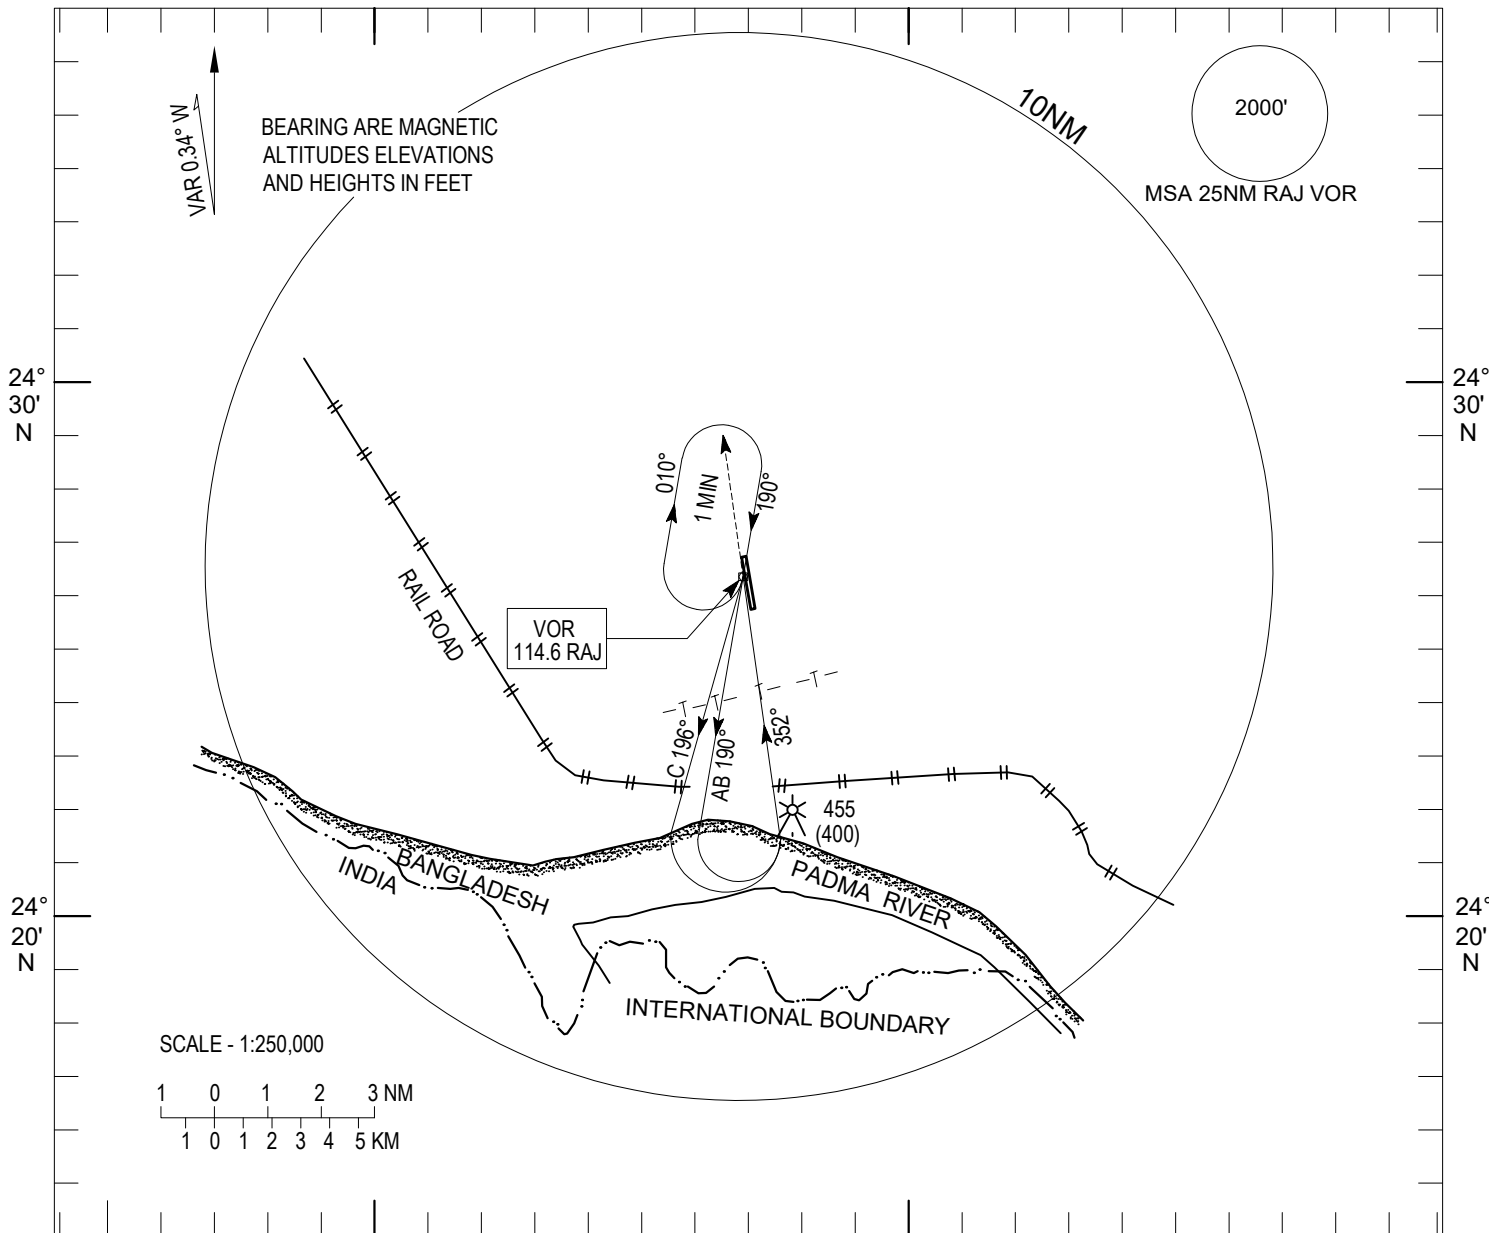 VAR 0.34° W
BEARING ARE MAGNETIC
ALTITUDES ELEVATIONS
AND HEIGHTS IN FEET
10NM
2000'
MSA 25NM RAJ VOR
24°
30'
N
24°
30'
N
010°
1 MIN
190°
RAIL ROAD
VOR
114.6 RAJ
C 196°
AB 190°
352°
455
(400)
BANGLADESH
INDIA
PADMA RIVER
24°
20'
N
24°
20'
N
INTERNATIONAL BOUNDARY
SCALE - 1:250,000
1 0 1 2 3 NM
1 0 1 2 3 4 5 KM